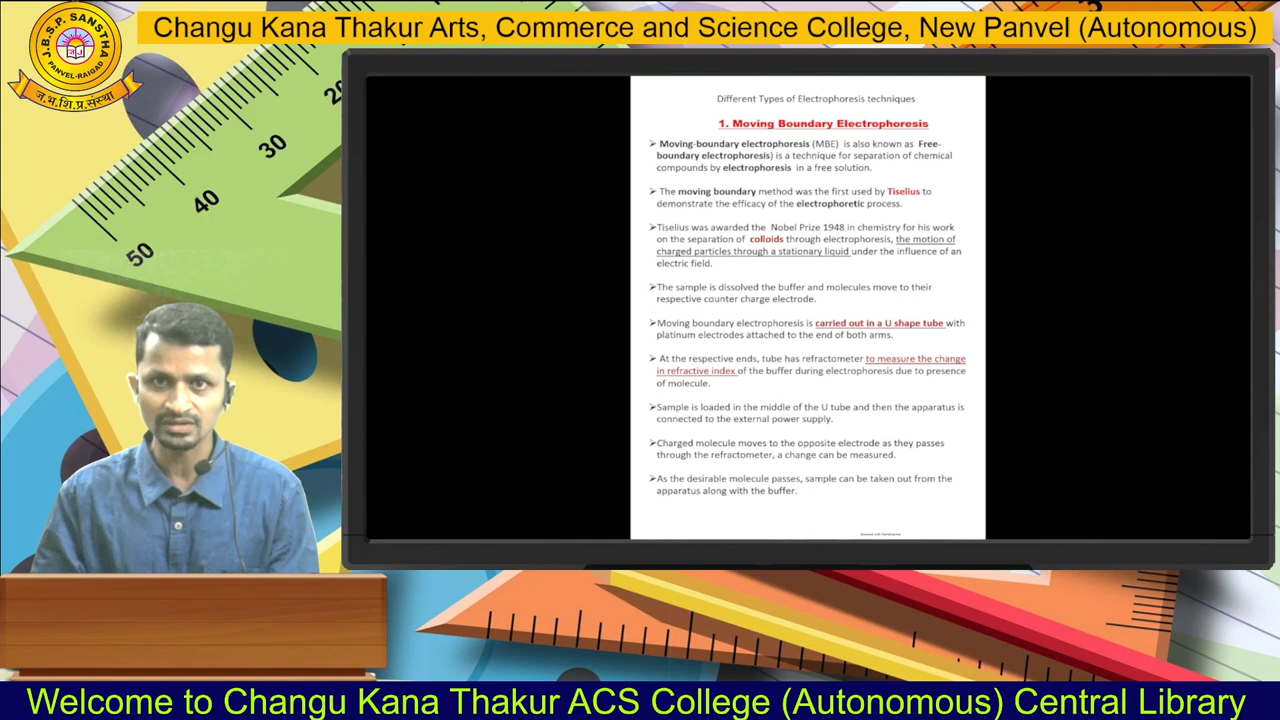 Changu Kana Thakur Arts, Commerce and Science College, New Panvel (Autonomous)
J.B.S.P. SANSTHA
PANVEL-RAIGAD
ज.भ.शि.प्र.संस्था
20
30
40
50
Different Types of Electrophoresis techniques
1. Moving Boundary Electrophoresis
➢ Moving-boundary electrophoresis (MBE) is also known as Free-
boundary electrophoresis) is a technique for separation of chemical
compounds by electrophoresis in a free solution.
➢ The moving boundary method was the first used by Tiselius to
demonstrate the efficacy of the electrophoretic process.
➢Tiselius was awarded the Nobel Prize 1948 in chemistry for his work
on the separation of colloids through electrophoresis, the motion of
charged particles through a stationary liquid under the influence of an
electric field.
➢The sample is dissolved the buffer and molecules move to their
respective counter charge electrode.
➢Moving boundary electrophoresis is carried out in a U shape tube with
platinum electrodes attached to the end of both arms.
➢ At the respective ends, tube has refractometer to measure the change
in refractive index of the buffer during electrophoresis due to presence
of molecule.
➢Sample is loaded in the middle of the U tube and then the apparatus is
connected to the external power supply.
➢Charged molecule moves to the opposite electrode as they passes
through the refractometer, a change can be measured.
➢As the desirable molecule passes, sample can be taken out from the
apparatus along with the buffer.
Welcome to Changu Kana Thakur ACS College (Autonomous) Central Library